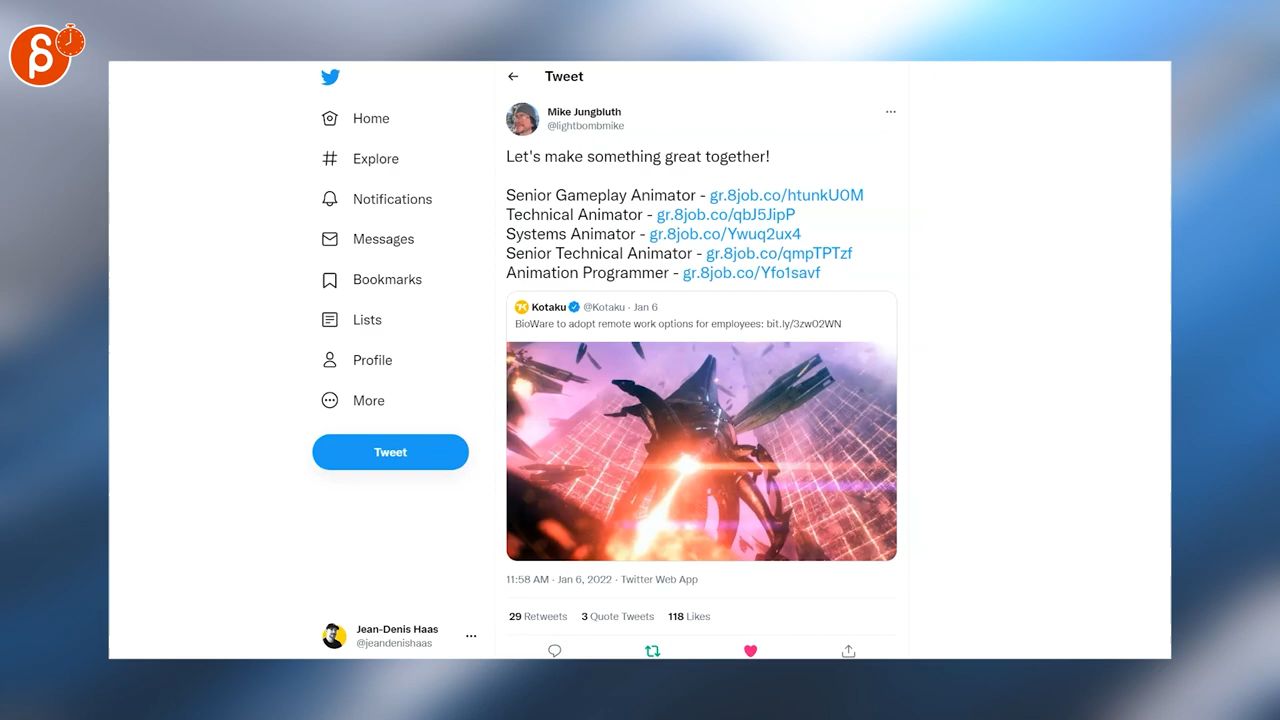 Tweet
Home
Explore
Notifications
Messages
Bookmarks
Lists
Profile
More
Tweet
Jean-Denis Haas
@jeandenishaas
Mike Jungbluth
@lightbombmike
Let's make something great together!
Senior Gameplay Animator - gr.8job.co/htunkU0M
Technical Animator - gr.8job.co/qbJ5JipP
Systems Animator - gr.8job.co/Ywuq2ux4
Senior Technical Animator - gr.8job.co/qmpTPTzf
Animation Programmer - gr.8job.co/Yfo1savf
Kotaku @Kotaku · Jan 6
BioWare to adopt remote work options for employees: bit.ly/3zw02WN
11:58 AM · Jan 6, 2022 · Twitter Web App
29 Retweets 3 Quote Tweets 118 Likes